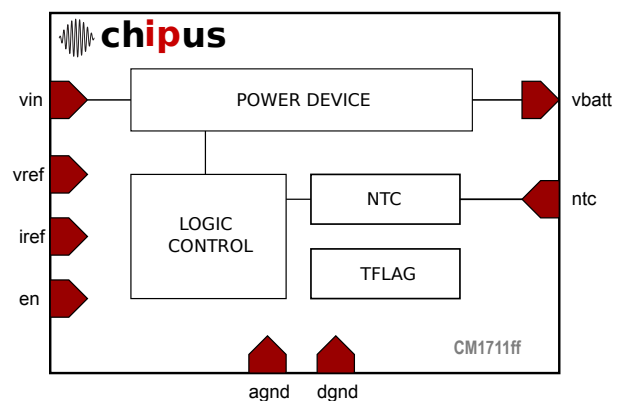 chipus
vin
POWER DEVICE
vbatt
vref
LOGIC
CONTROL
NTC
ntc
iref
TFLAG
en
CM1711ff
agnd
dgnd